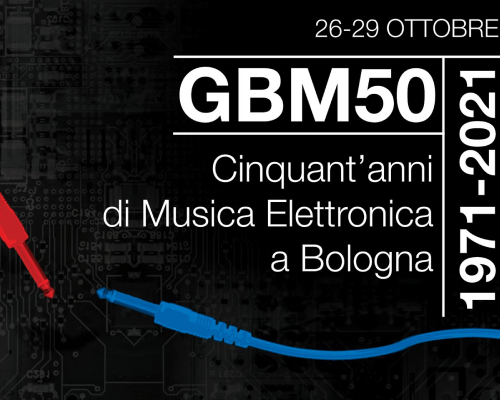 26-29 OTTOBRE
GBM50
Cinquant'anni
di Musica Elettronica
a Bologna
1971-2021